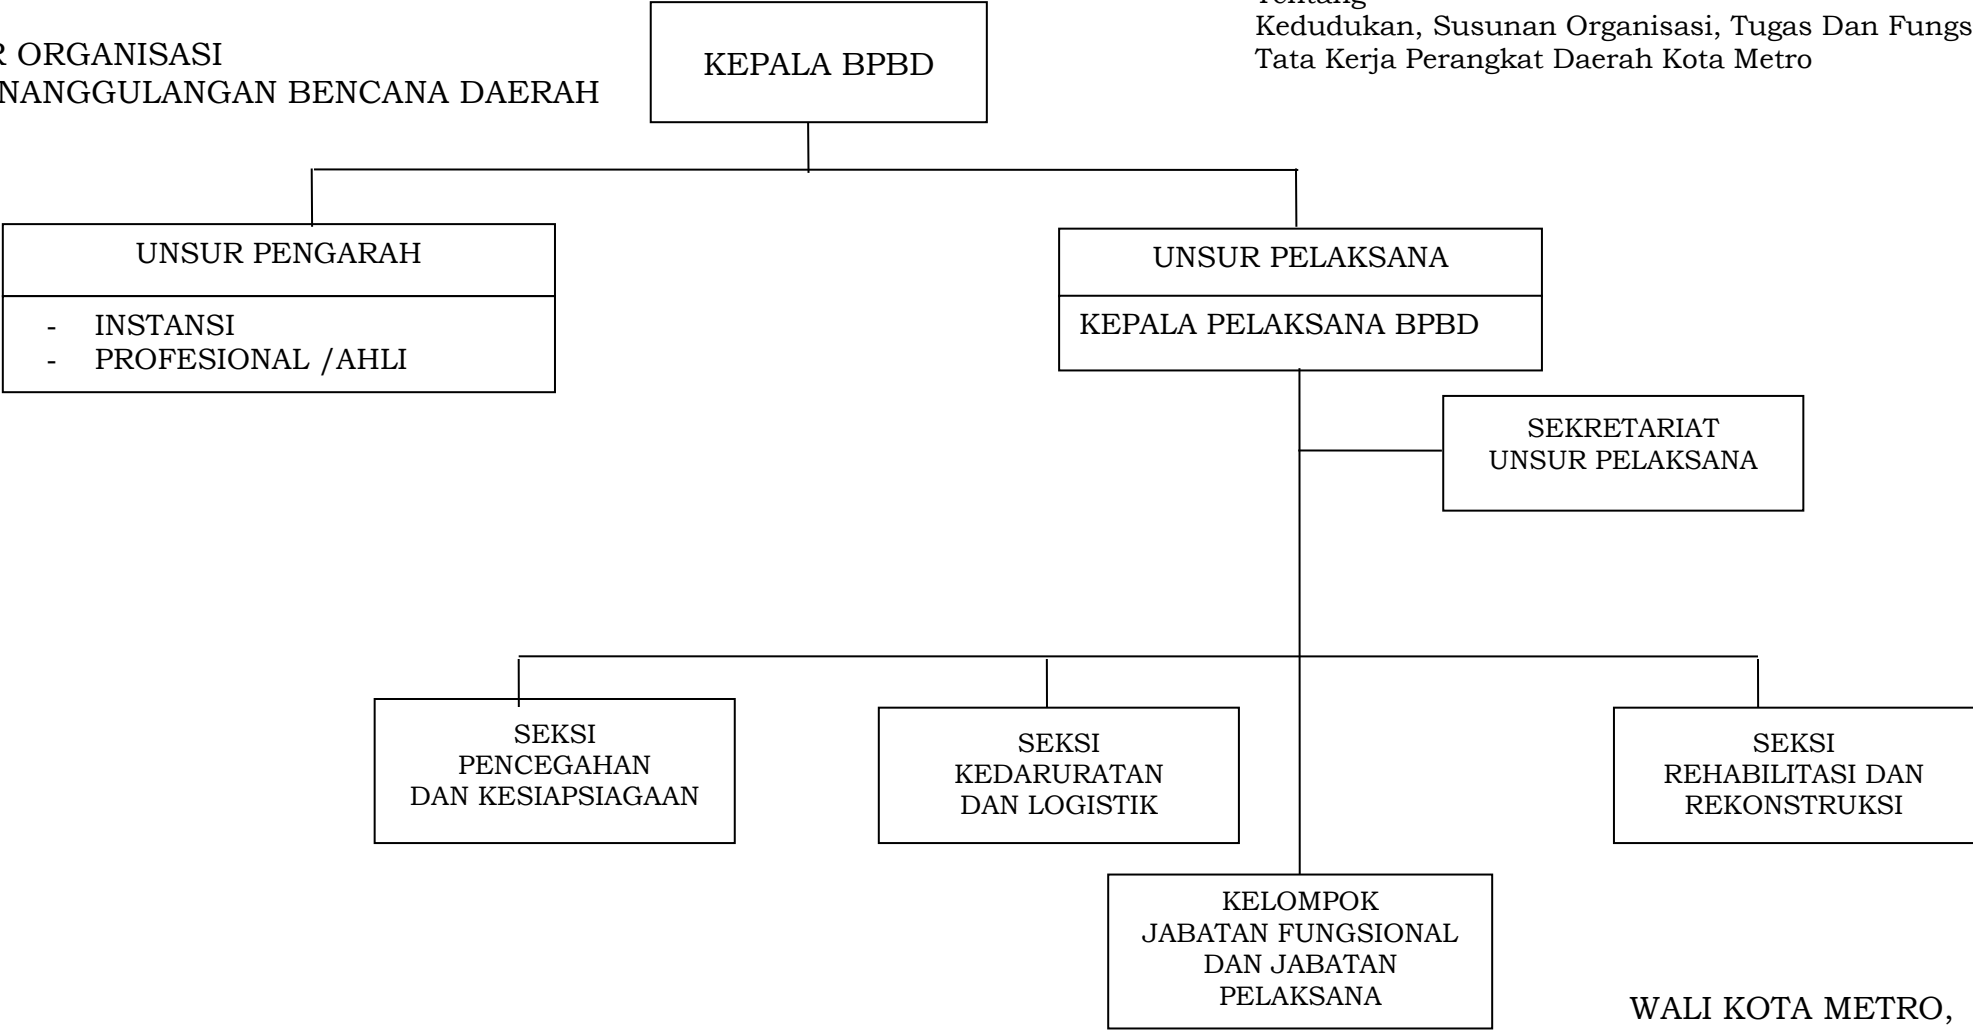 Tentang
Kedudukan, Susunan Organisasi, Tugas Dan Fungs
Tata Kerja Perangkat Daerah Kota Metro
R ORGANISASI
NANGGULANGAN BENCANA DAERAH
KEPALA BPBD
UNSUR PENGARAH
- INSTANSI
- PROFESIONAL /AHLI
UNSUR PELAKSANA
KEPALA PELAKSANA BPBD
SEKRETARIAT
UNSUR PELAKSANA
SEKSI
PENCEGAHAN
DAN KESIAPSIAGAAN
SEKSI
KEDARURATAN
DAN LOGISTIK
SEKSI
REHABILITASI DAN
REKONSTRUKSI
KELOMPOK
JABATAN FUNGSIONAL
DAN JABATAN
PELAKSANA
WALI KOTA METRO,